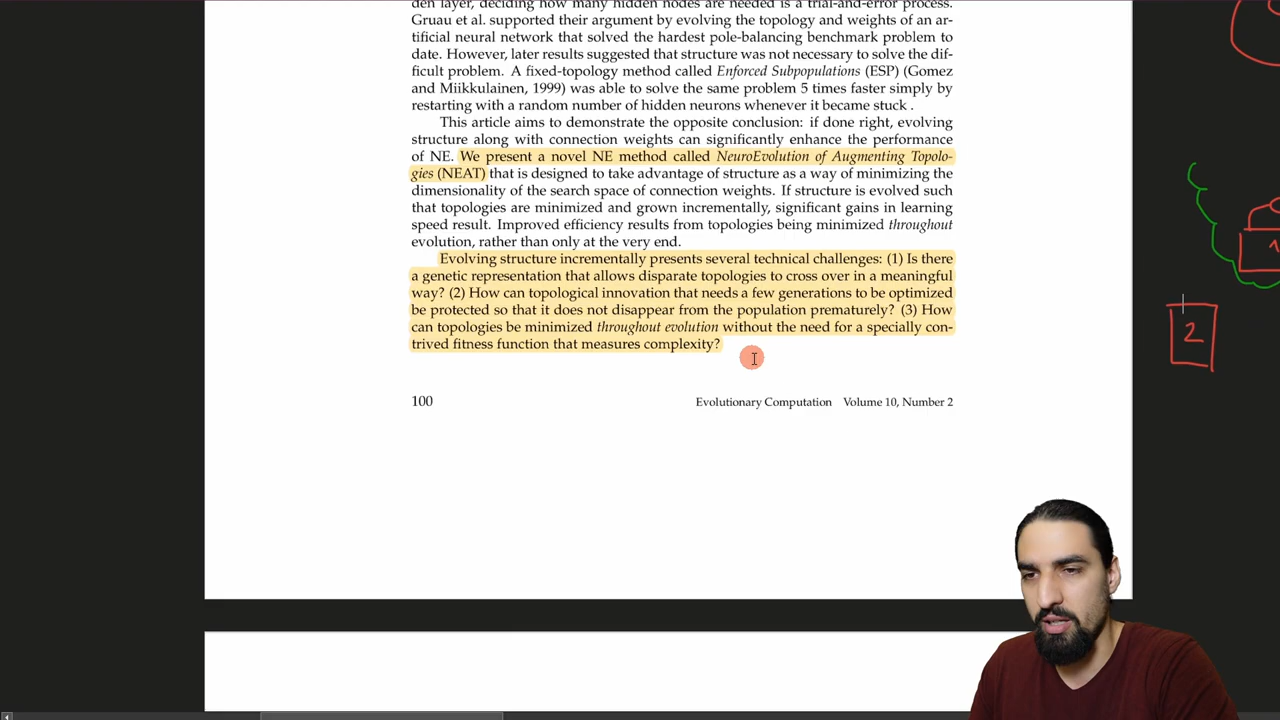 den layer, deciding how many hidden nodes are needed is a trial-and-error process.
Gruau et al. supported their argument by evolving the topology and weights of an ar-
tificial neural network that solved the hardest pole-balancing benchmark problem to
date. However, later results suggested that structure was not necessary to solve the dif-
ficult problem. A fixed-topology method called Enforced Subpopulations (ESP) (Gomez
and Miikkulainen, 1999) was able to solve the same problem 5 times faster simply by
restarting with a random number of hidden neurons whenever it became stuck .
This article aims to demonstrate the opposite conclusion: if done right, evolving
structure along with connection weights can significantly enhance the performance
of NE. We present a novel NE method called NeuroEvolution of Augmenting Topolo-
gies (NEAT) that is designed to take advantage of structure as a way of minimizing the
dimensionality of the search space of connection weights. If structure is evolved such
that topologies are minimized and grown incrementally, significant gains in learning
speed result. Improved efficiency results from topologies being minimized throughout
evolution, rather than only at the very end.
Evolving structure incrementally presents several technical challenges: (1) Is there
a genetic representation that allows disparate topologies to cross over in a meaningful
way? (2) How can topological innovation that needs a few generations to be optimized
be protected so that it does not disappear from the population prematurely? (3) How
can topologies be minimized throughout evolution without the need for a specially con-
trived fitness function that measures complexity?
100
Evolutionary Computation Volume 10, Number 2
2